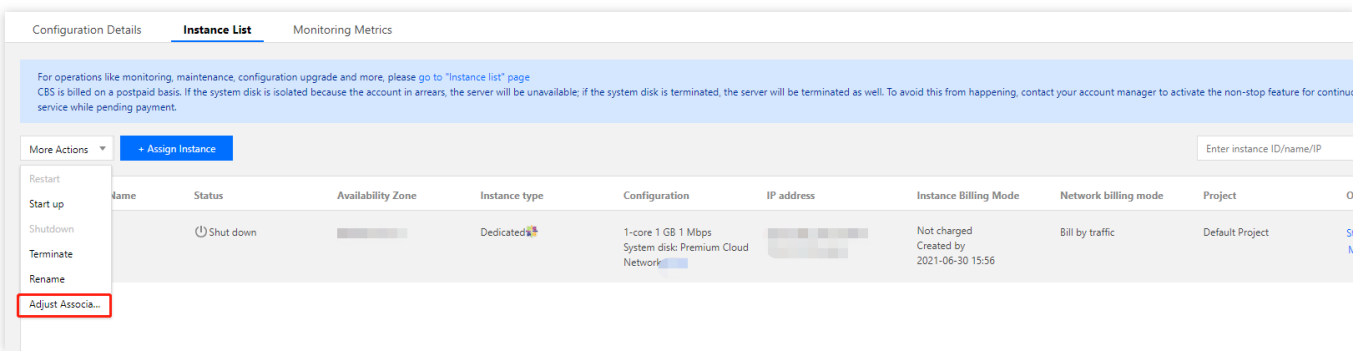 Configuration Details Instance List Monitoring Metrics
For operations like monitoring, maintenance, configuration upgrade and more, please go to "Instance list" page
CBS is billed on a postpaid basis. If the system disk is isolated because the account in arrears, the server will be unavailable; if the system disk is terminated, the server will be terminated as well. To avoid this from happening, contact your account manager to activate the non-stop feature for continuo
service while pending payment.
More Actions + Assign Instance Enter instance ID/name/IP
Restart
Name Status Availability Zone Instance type Configuration IP address Instance Billing Mode Network billing mode Project O
Start up
Shutdown
Shut down Dedicated 1-core 1 GB 1 Mbps Not charged Bill by traffic Default Project St
System disk: Premium Cloud Created by
Terminate M
Network 2021-06-30 15:56
Rename
Adjust Associa...